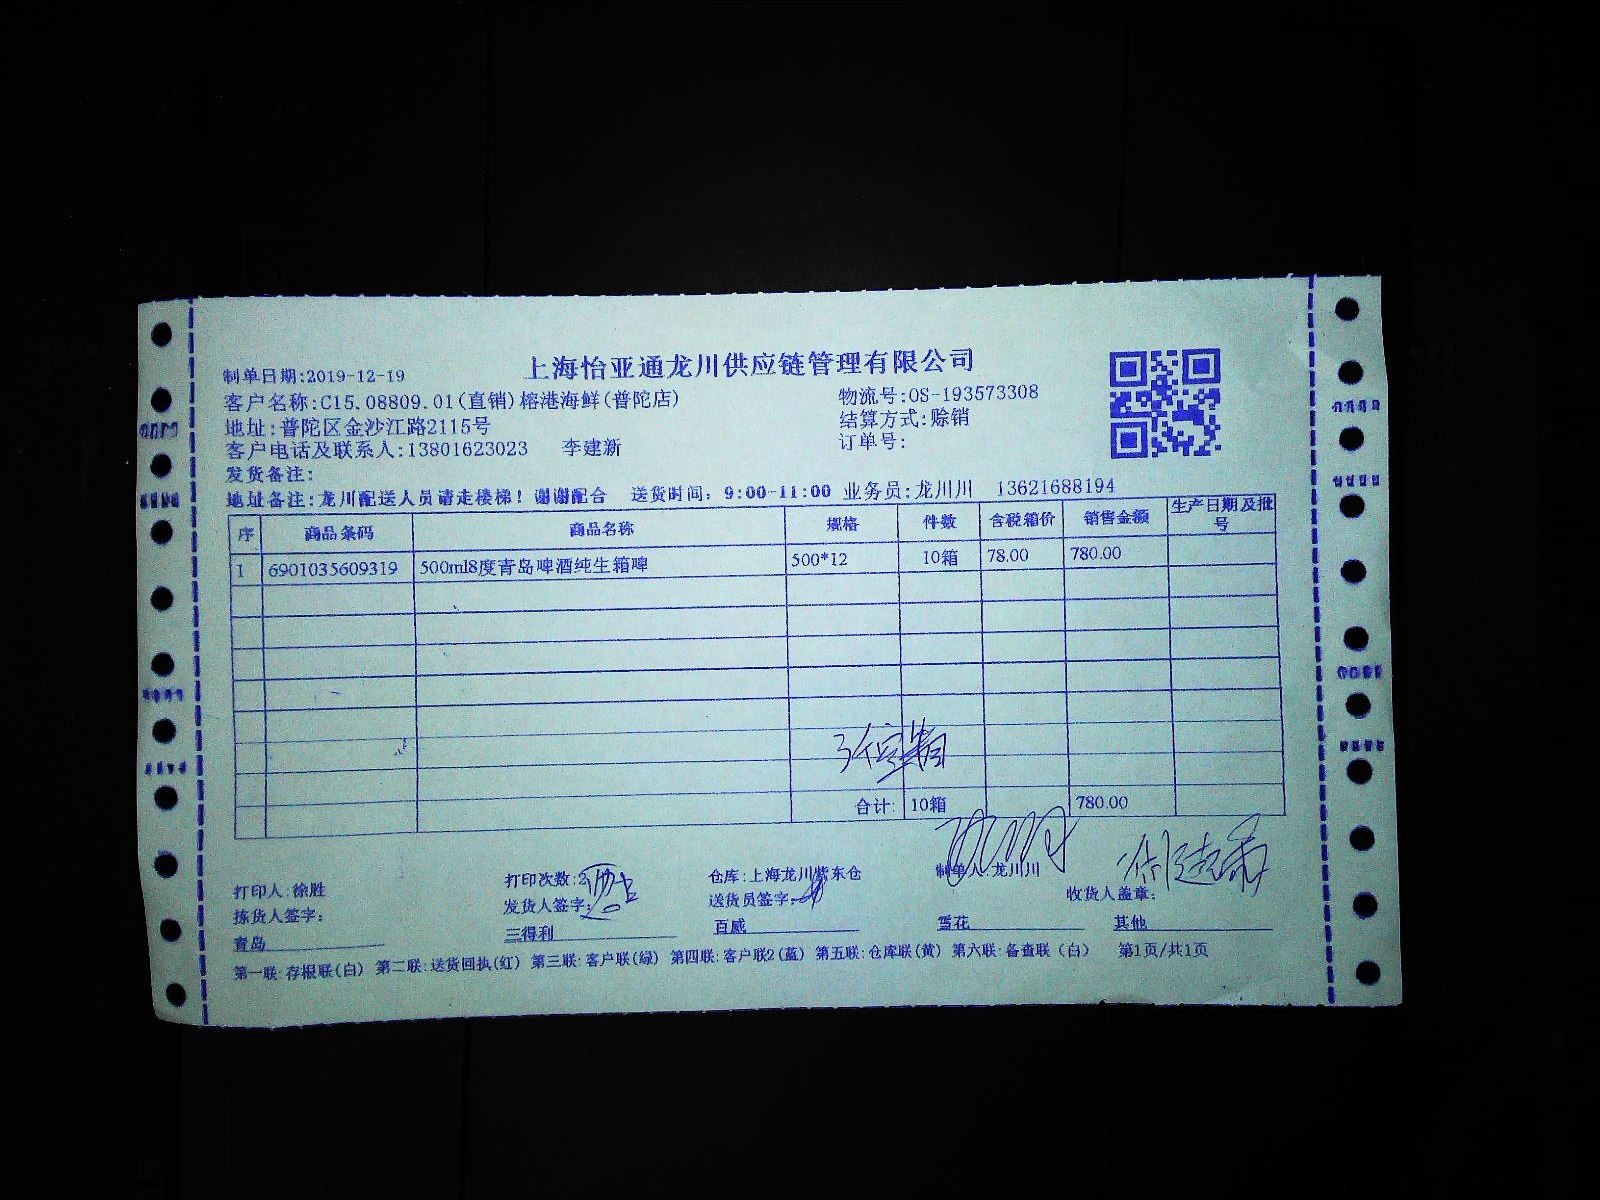 上海怡亚通龙川供应链管理有限公司
制单日期:2019-12-19
客户名称:C15.08809.01(直销)榕港海鲜(普陀店) 物流号:OS-193573308
地址:普陀区金沙江路2115号 结算方式:赊销
客户电话及联系人:13801623023 李建新 订单号:
发货备注:
地址备注:龙川配送人员请走楼梯!谢谢配合 送货时间:9:00-11:00 业务员:龙川川 13621688194
序 商品条码 商品名称 规格 件数 含税箱价 销售金额 生产日期及批号
1 6901035609319 500ml8度青岛啤酒纯生箱啤 500*12 10箱 78.00 780.00
合计: 10箱 780.00
打印人:徐胜 打印次数:2 仓库:上海龙川紫东仓 制单人:龙川川
拣货人签字: 发货人签字: 送货员签字: 收货人盖章:
青岛 三得利 百威 雪花 其他
第一联:存根联(白) 第二联:送货回执(红) 第三联:客户联(绿) 第四联:客户联2(蓝) 第五联:仓库联(黄) 第六联:备查联(白) 第1页/共1页